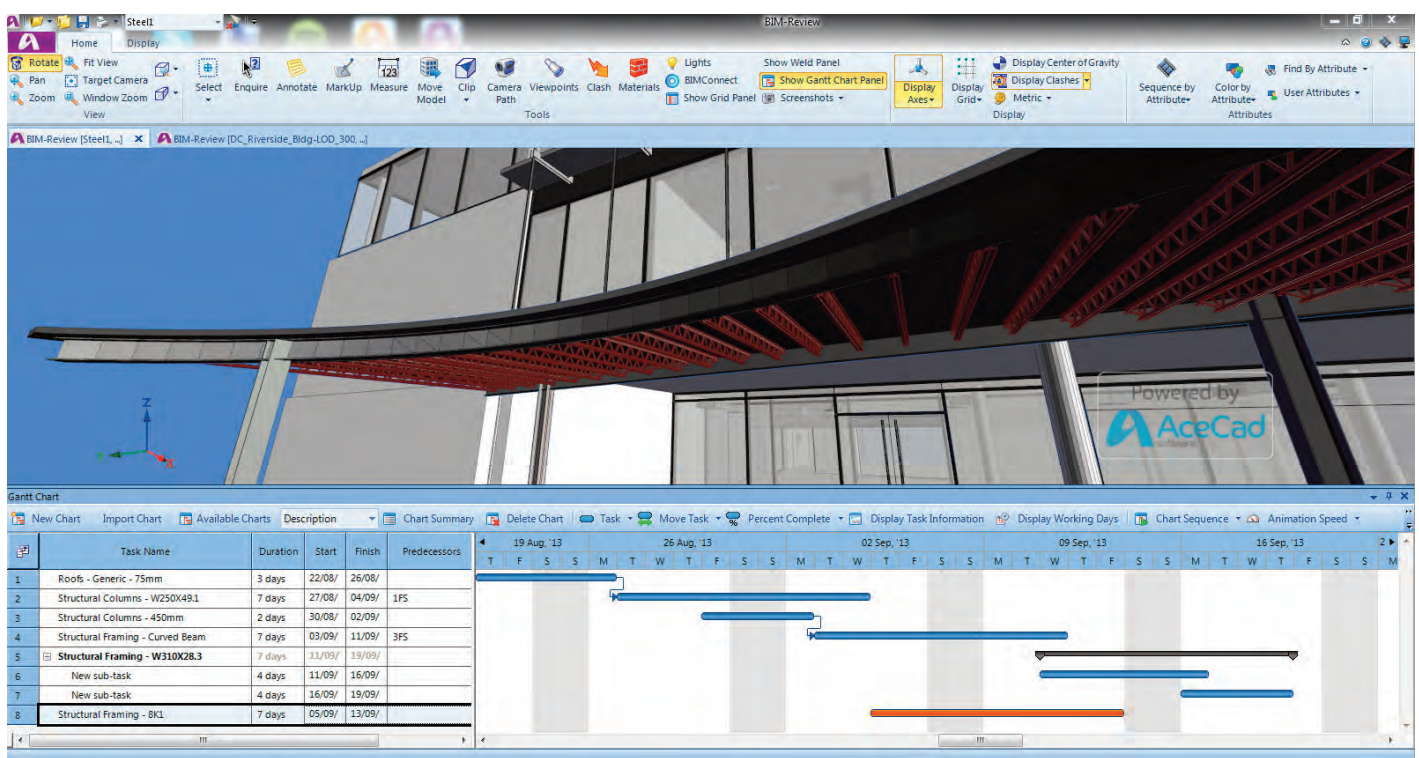 Steel1
BIM-Review
Home Display
Rotate Fit View
Pan Target Camera
Zoom Window Zoom
View
Select Enquire Annotate MarkUp Measure Move Model Clip Camera Path Viewpoints Clash Materials
Lights Show Weld Panel
BIMConnect Show Gantt Chart Panel
Show Grid Panel Screenshots
Tools
Display Axes Display Grid
Display Center of Gravity
Display Clashes
Metric
Display
Sequence by Attribute Color by Attribute
Find By Attribute
User Attributes
Attributes
BIM-Review [Steel1, ...] X BIM-Review [DC_Riverside_Bldg-LOD_300, ...]
Powered by
AceCad
software
Z
Y X
Gantt Chart
New Chart Import Chart Available Charts Description Chart Summary Delete Chart Task Move Task Percent Complete Display Task Information Display Working Days Chart Sequence Animation Speed
Task Name Duration Start Finish Predecessors
19 Aug, '13 26 Aug, '13 02 Sep, '13 09 Sep, '13 16 Sep, '13 2
T F S S M T W T F S S M T W T F S S M T W T F S S M T W T F S S M
1 Roofs - Generic - 75mm 3 days 22/08/ 26/08/
2 Structural Columns - W250X49.1 7 days 27/08/ 04/09/ 1FS
3 Structural Columns - 450mm 2 days 30/08/ 02/09/
4 Structural Framing - Curved Beam 7 days 03/09/ 11/09/ 3FS
5 Structural Framing - W310X28.3 7 days 11/09/ 19/09/
6 New sub-task 4 days 11/09/ 16/09/
7 New sub-task 4 days 16/09/ 19/09/
8 Structural Framing - 8K1 7 days 05/09/ 13/09/